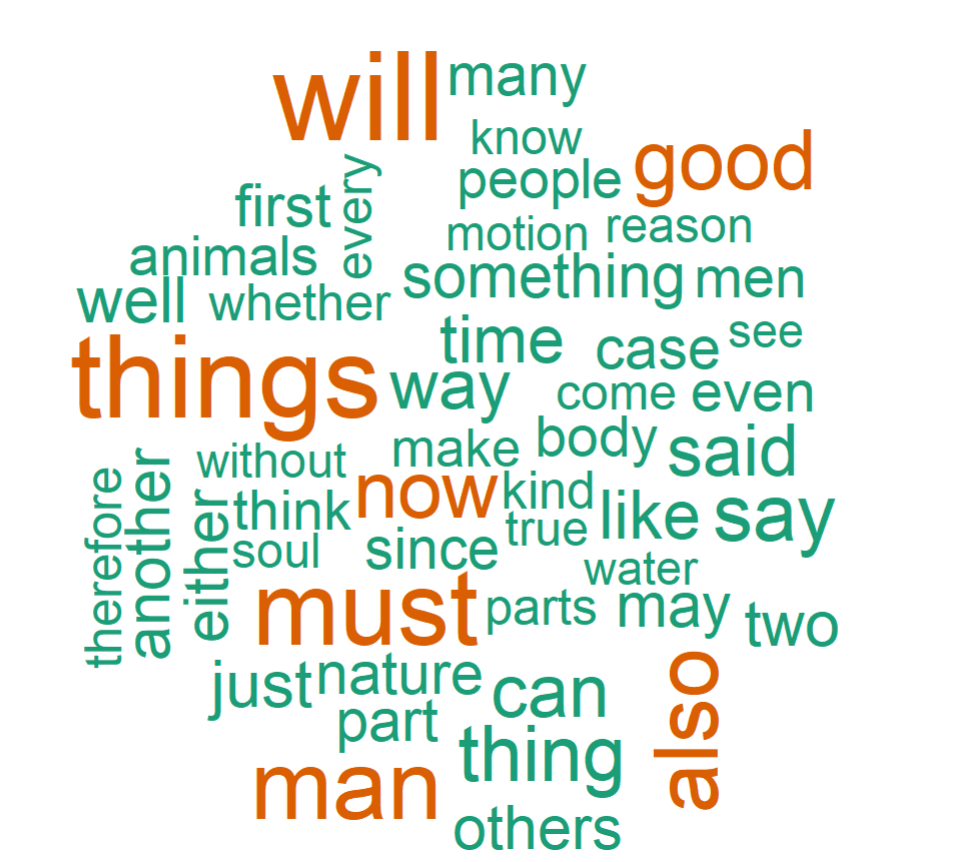 will many
know
good
people
first
every
motion reason
animals
something men
well whether
time case see
things way
come even
make body said
without
therefore another either
think now kind like say
true
soul since
water
must parts may two
just nature can
part
also
thing
man
others